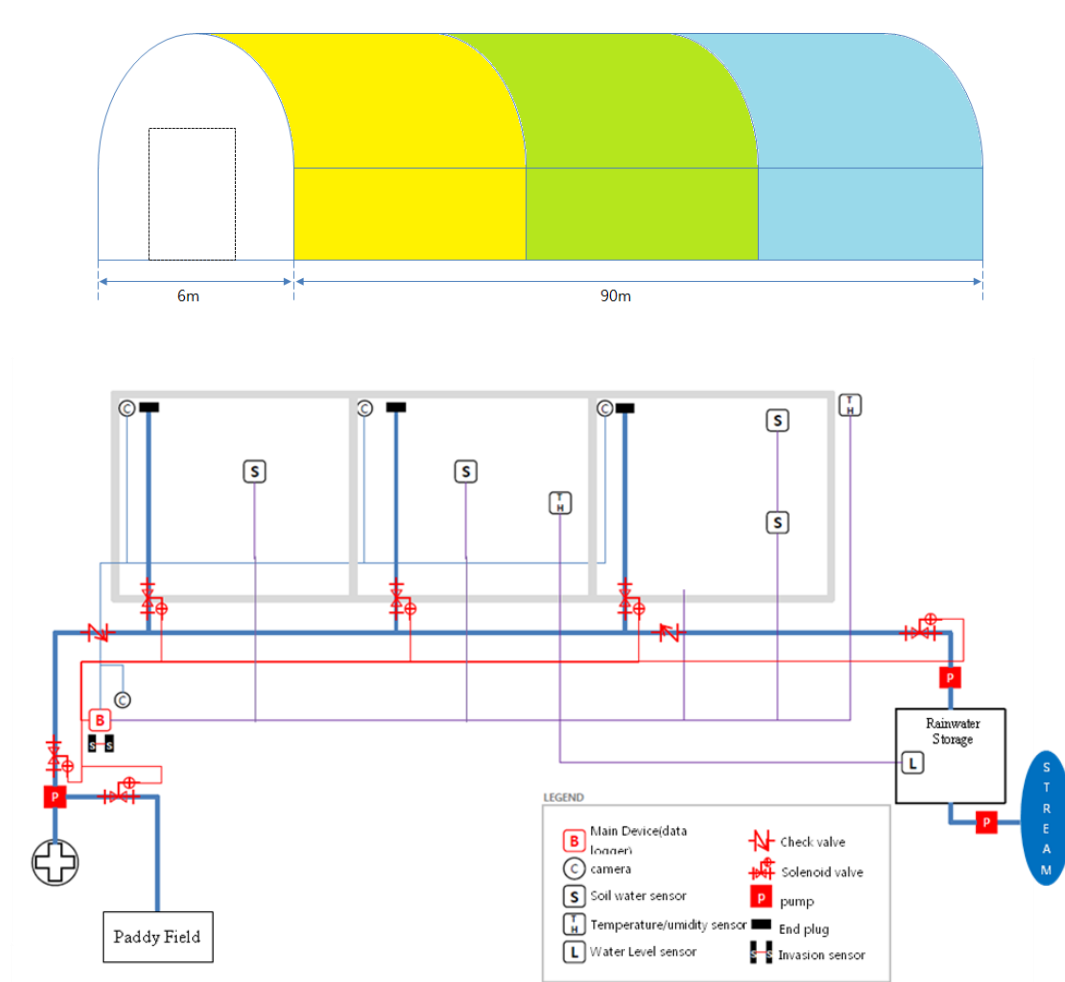 6m
90m
C
C
C
T
H
S
S
S
T
H
S
P
C
B
S S
Rainwater
Storage
L
P
P
S
T
R
E
A
M
Paddy Field
LEGEND
B Main Device(data
logger)
C camera
S Soil water sensor
T
H Temperature/umidity sensor
L Water Level sensor
Check valve
Solenoid valve
P pump
End plug
S S Invasion sensor